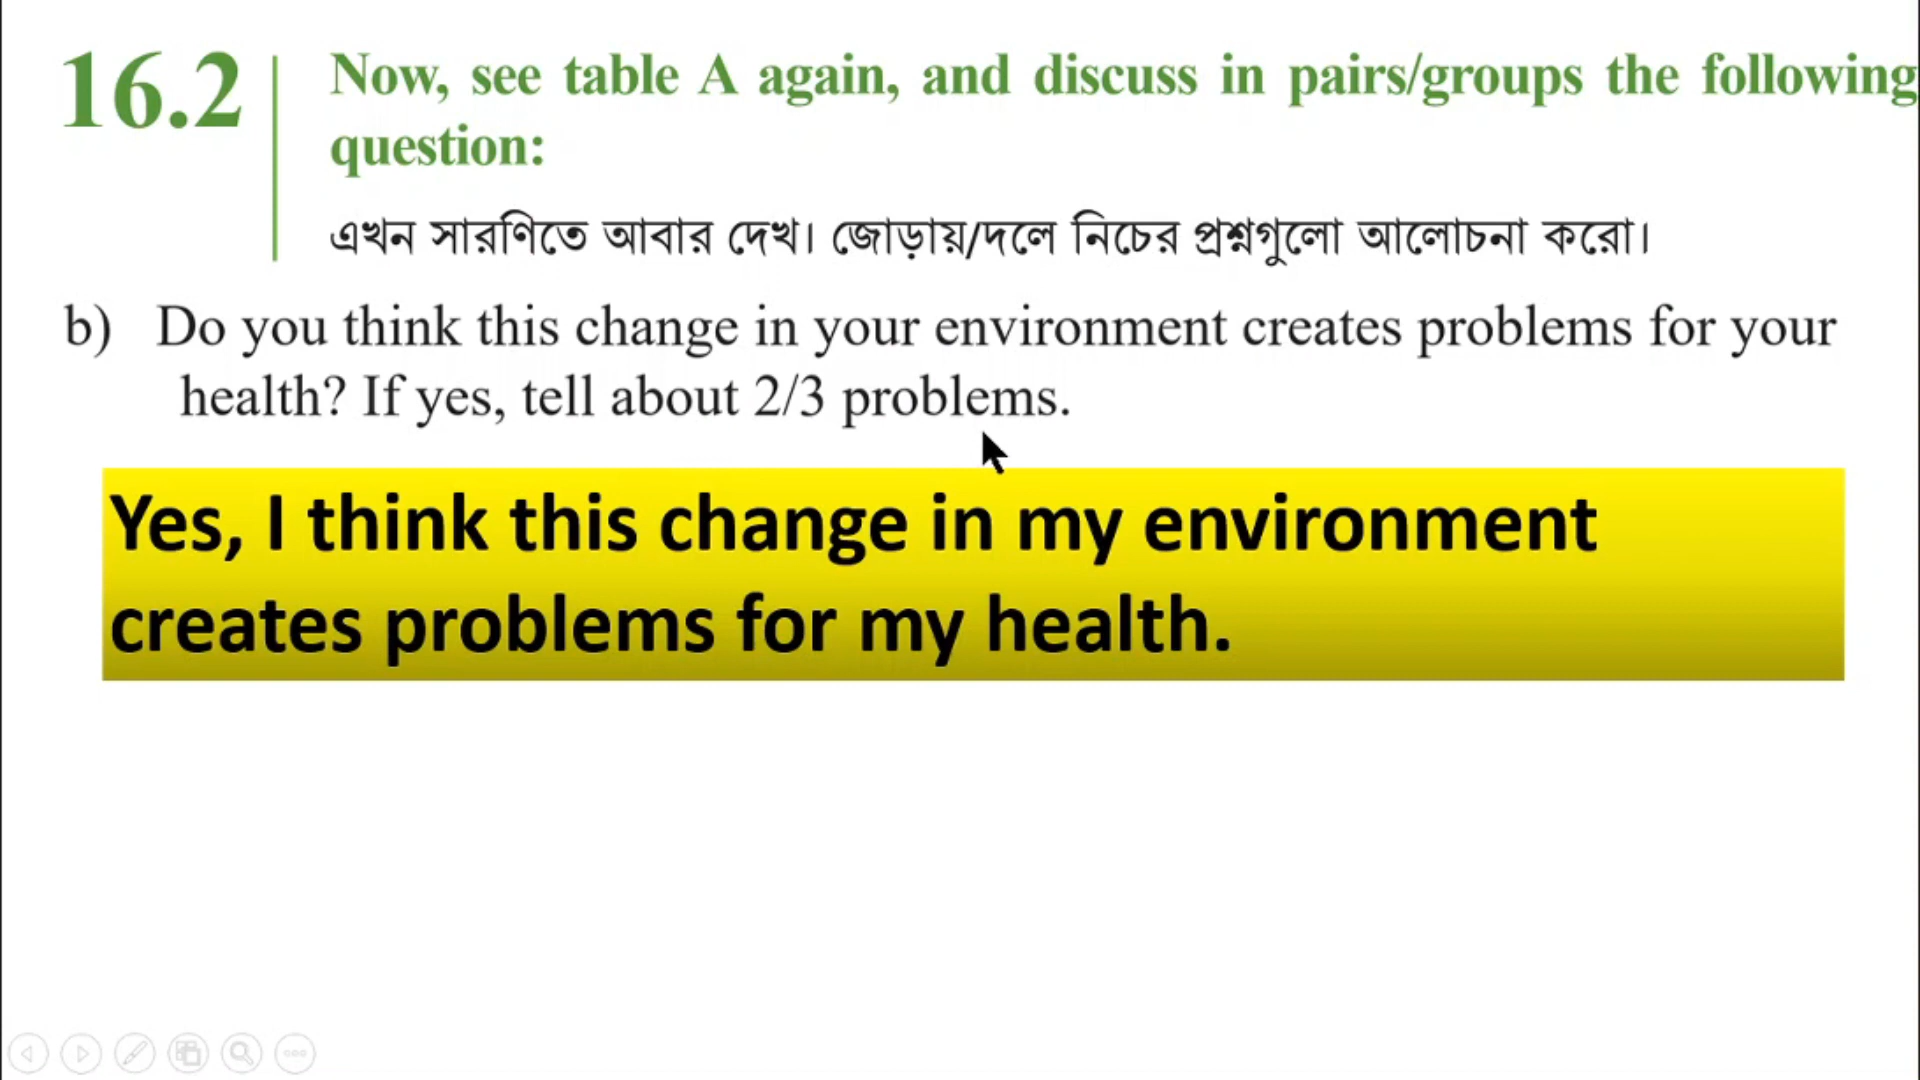 16.2
Now, see table A again, and discuss in pairs/groups the following
question:
এখন সারণিতে আবার দেখ। জোড়ায়/দলে নিচের প্রশ্নগুলো আলোচনা করো।
b) Do you think this change in your environment creates problems for your
health? If yes, tell about 2/3 problems.
Yes, I think this change in my environment
creates problems for my health.